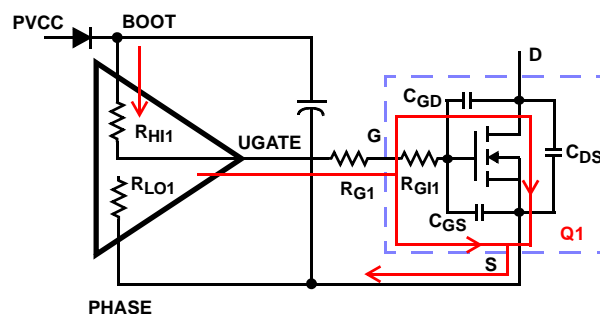 PVCC
BOOT
D
CGD
RHI1
UGATE
G
CDS
RLO1
RG1
RGI1
CGS
Q1
S
PHASE